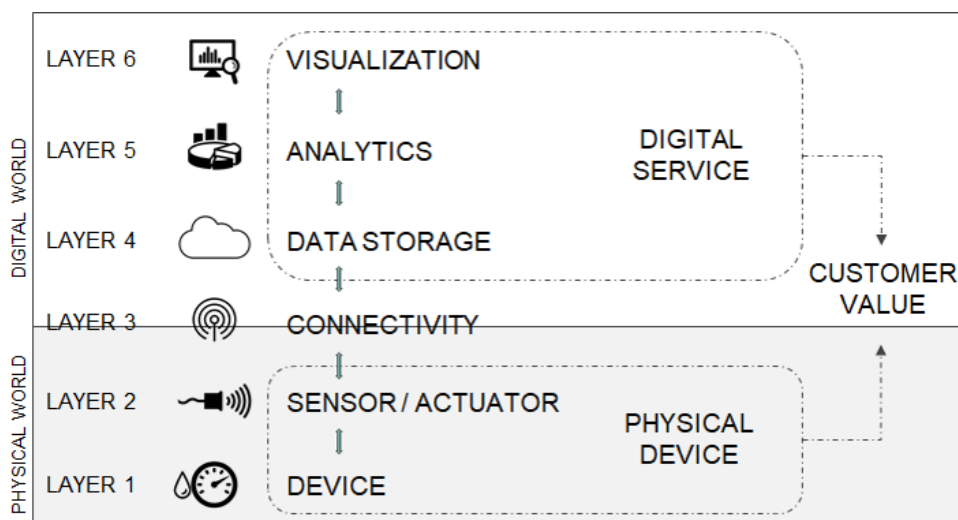 LAYER 6 VISUALIZATION
LAYER 5 ANALYTICS
DIGITAL
SERVICE
LAYER 4 DATA STORAGE
CUSTOMER
VALUE
LAYER 3 CONNECTIVITY
LAYER 2 SENSOR / ACTUATOR
PHYSICAL
DEVICE
LAYER 1 DEVICE
DIGITAL WORLD
PHYSICAL WORLD